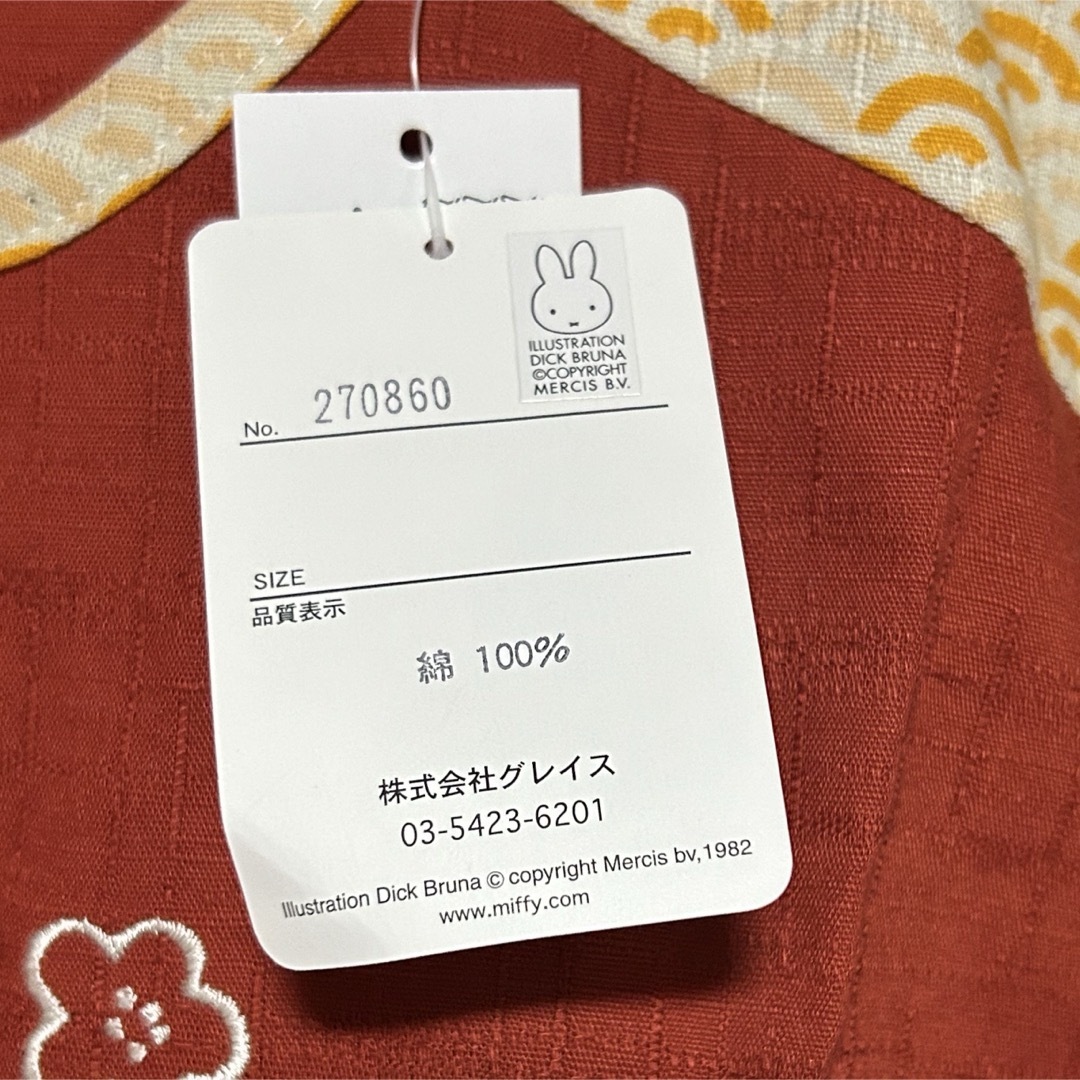 ILLUSTRATION
DICK BRUNA
©COPYRIGHT
MERCIS B.V.
No. 270860
SIZE
品質表示
綿 100%
株式会社グレイス
03-5423-6201
Illustration Dick Bruna © copyright Mercis bv,1982
www.miffy.com